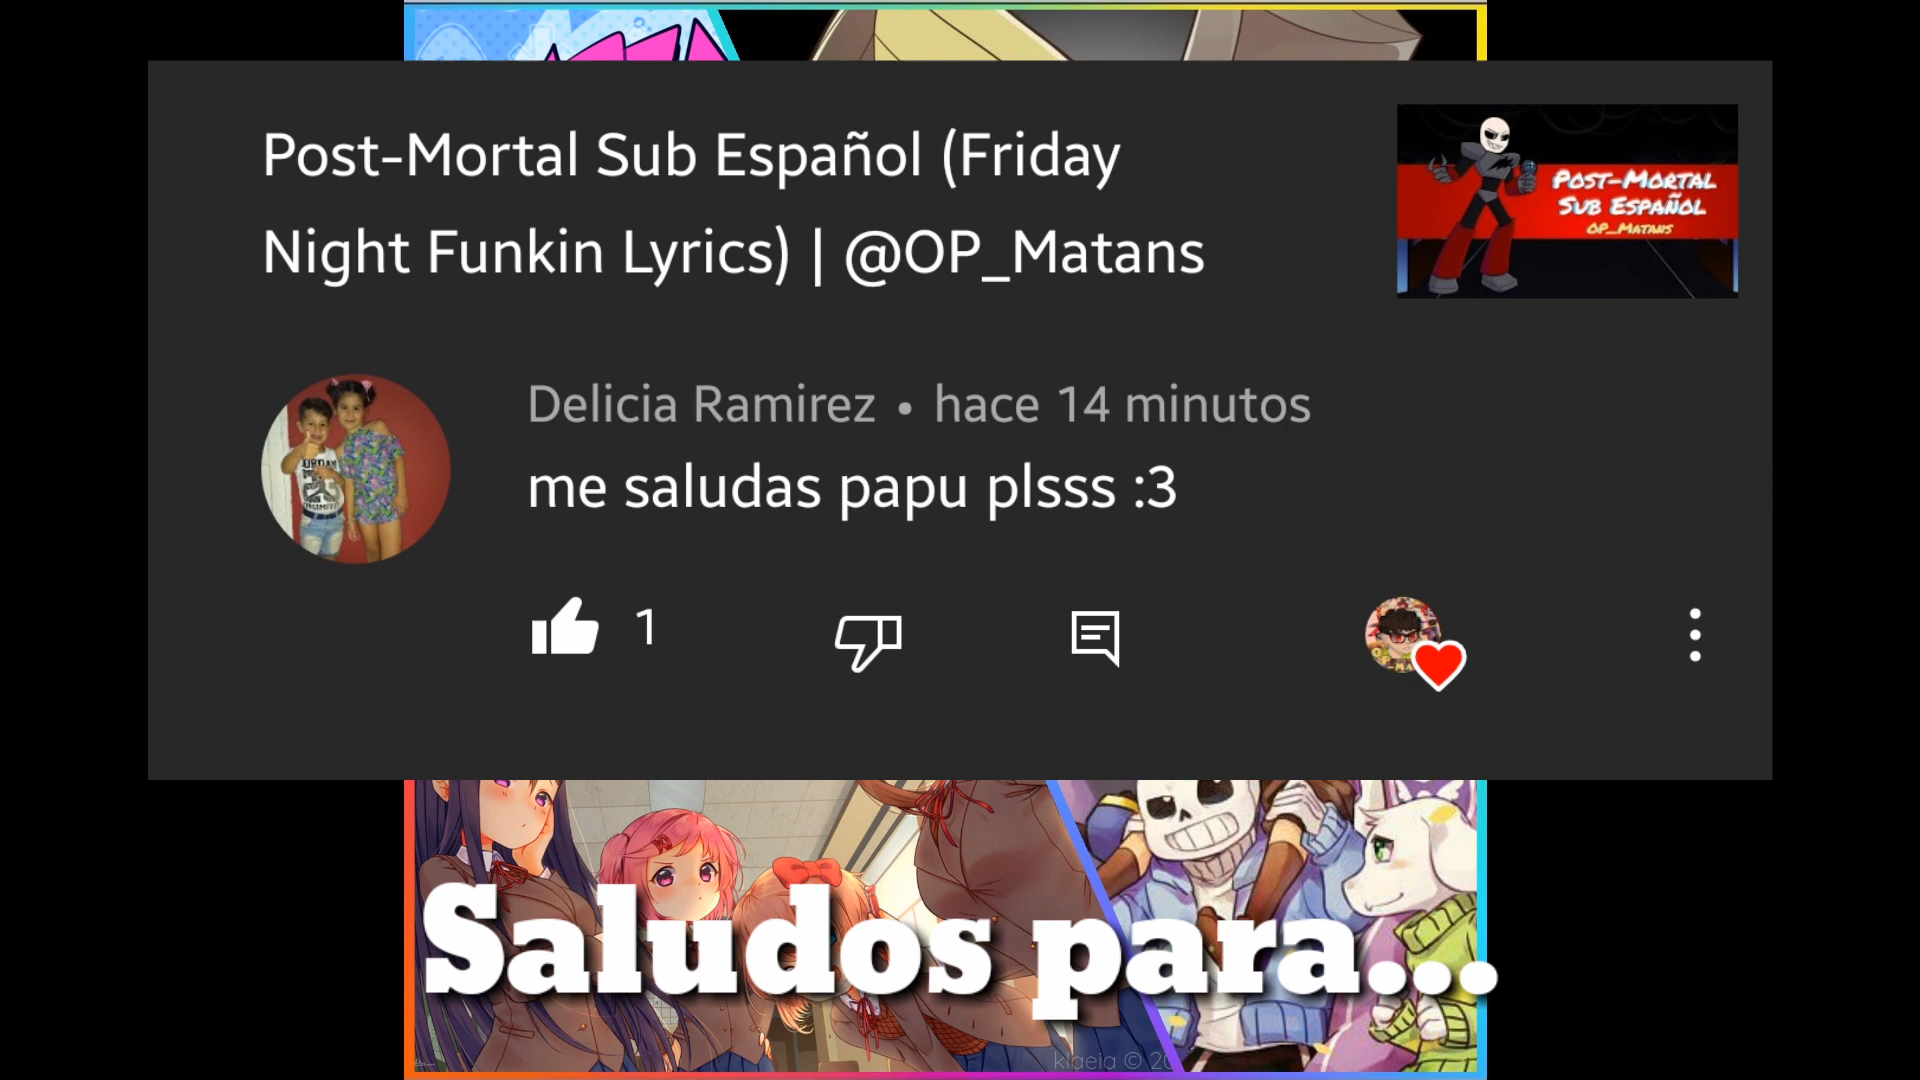 Post-Mortal Sub Español (Friday
Night Funkin Lyrics) | @OP_Matans
POST-MORTAL
SUB ESPAÑOL
OP_MATANS
Delicia Ramirez • hace 14 minutos
me saludas papu plsss :3
1
Saludos para...